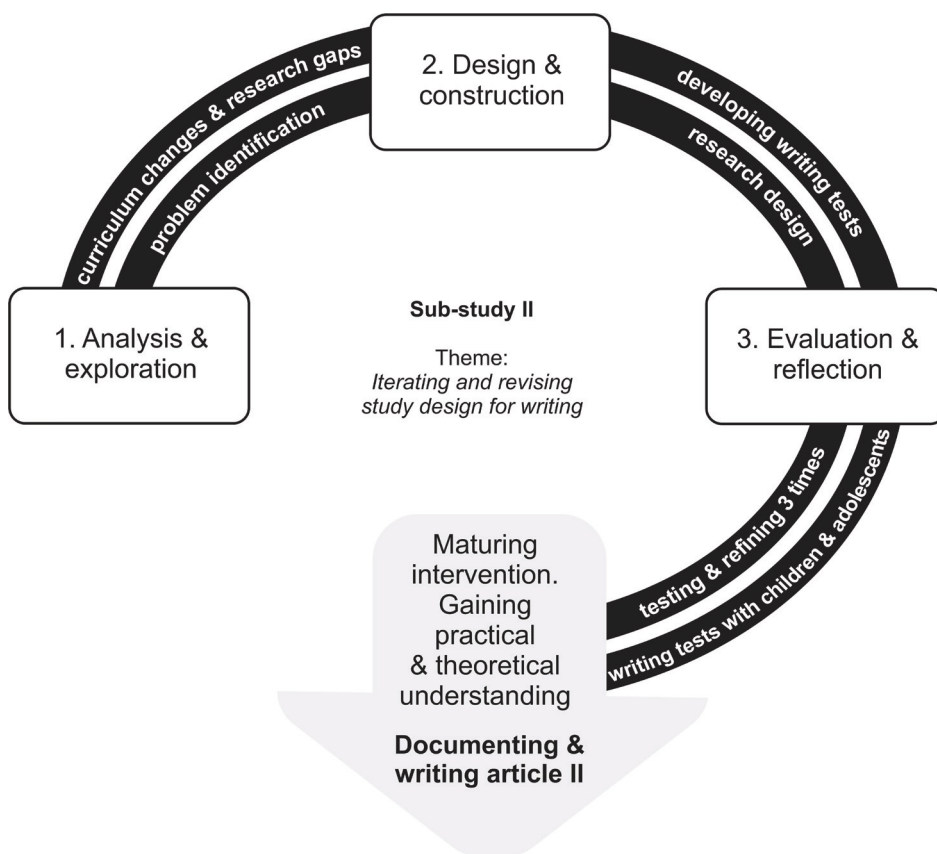 curriculum changes & research gaps
problem identification
2. Design &
construction
developing writing tests
research design
1. Analysis &
exploration
Sub-study II
Theme:
Iterating and revising
study design for writing
3. Evaluation &
reflection
testing & refining 3 times
writing tests with children & adolescents
Maturing
intervention.
Gaining
practical
& theoretical
understanding
Documenting &
writing article II